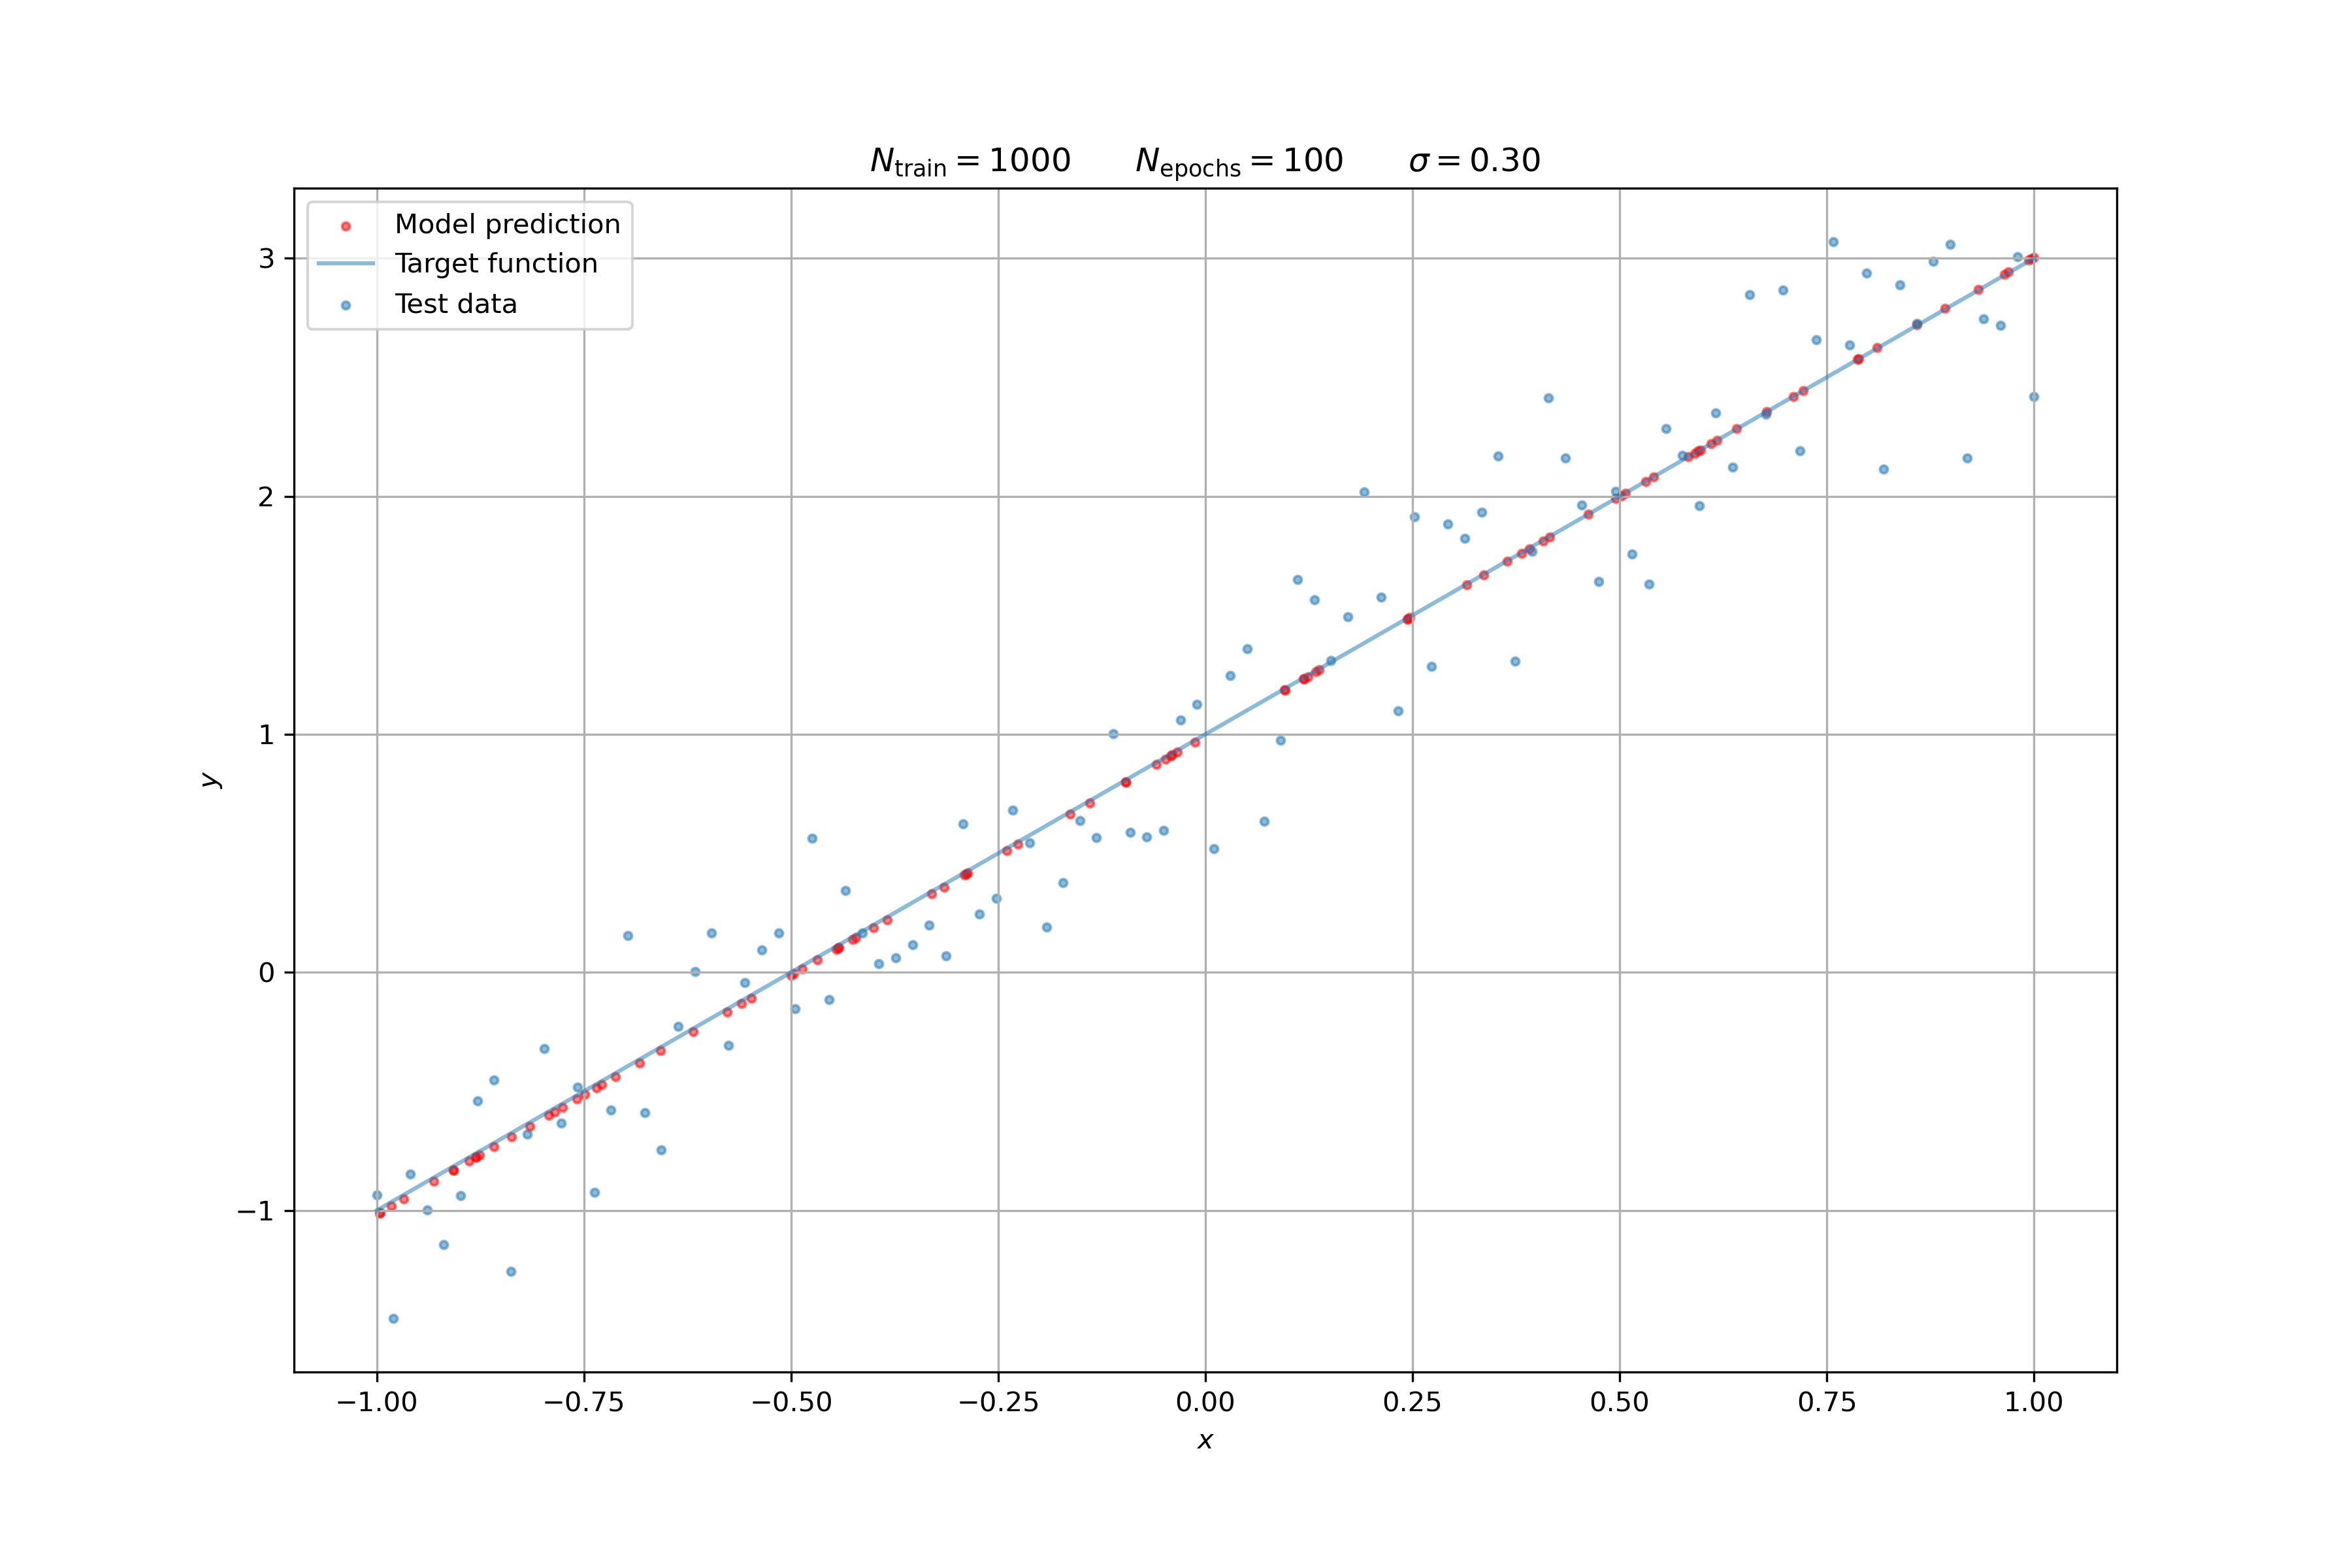 N_train = 1000 N_epochs = 100 σ = 0.30
Model prediction
Target function
Test data
3
2
1
0
−1
y
−1.00 −0.75 −0.50 −0.25 0.00 0.25 0.50 0.75 1.00
x